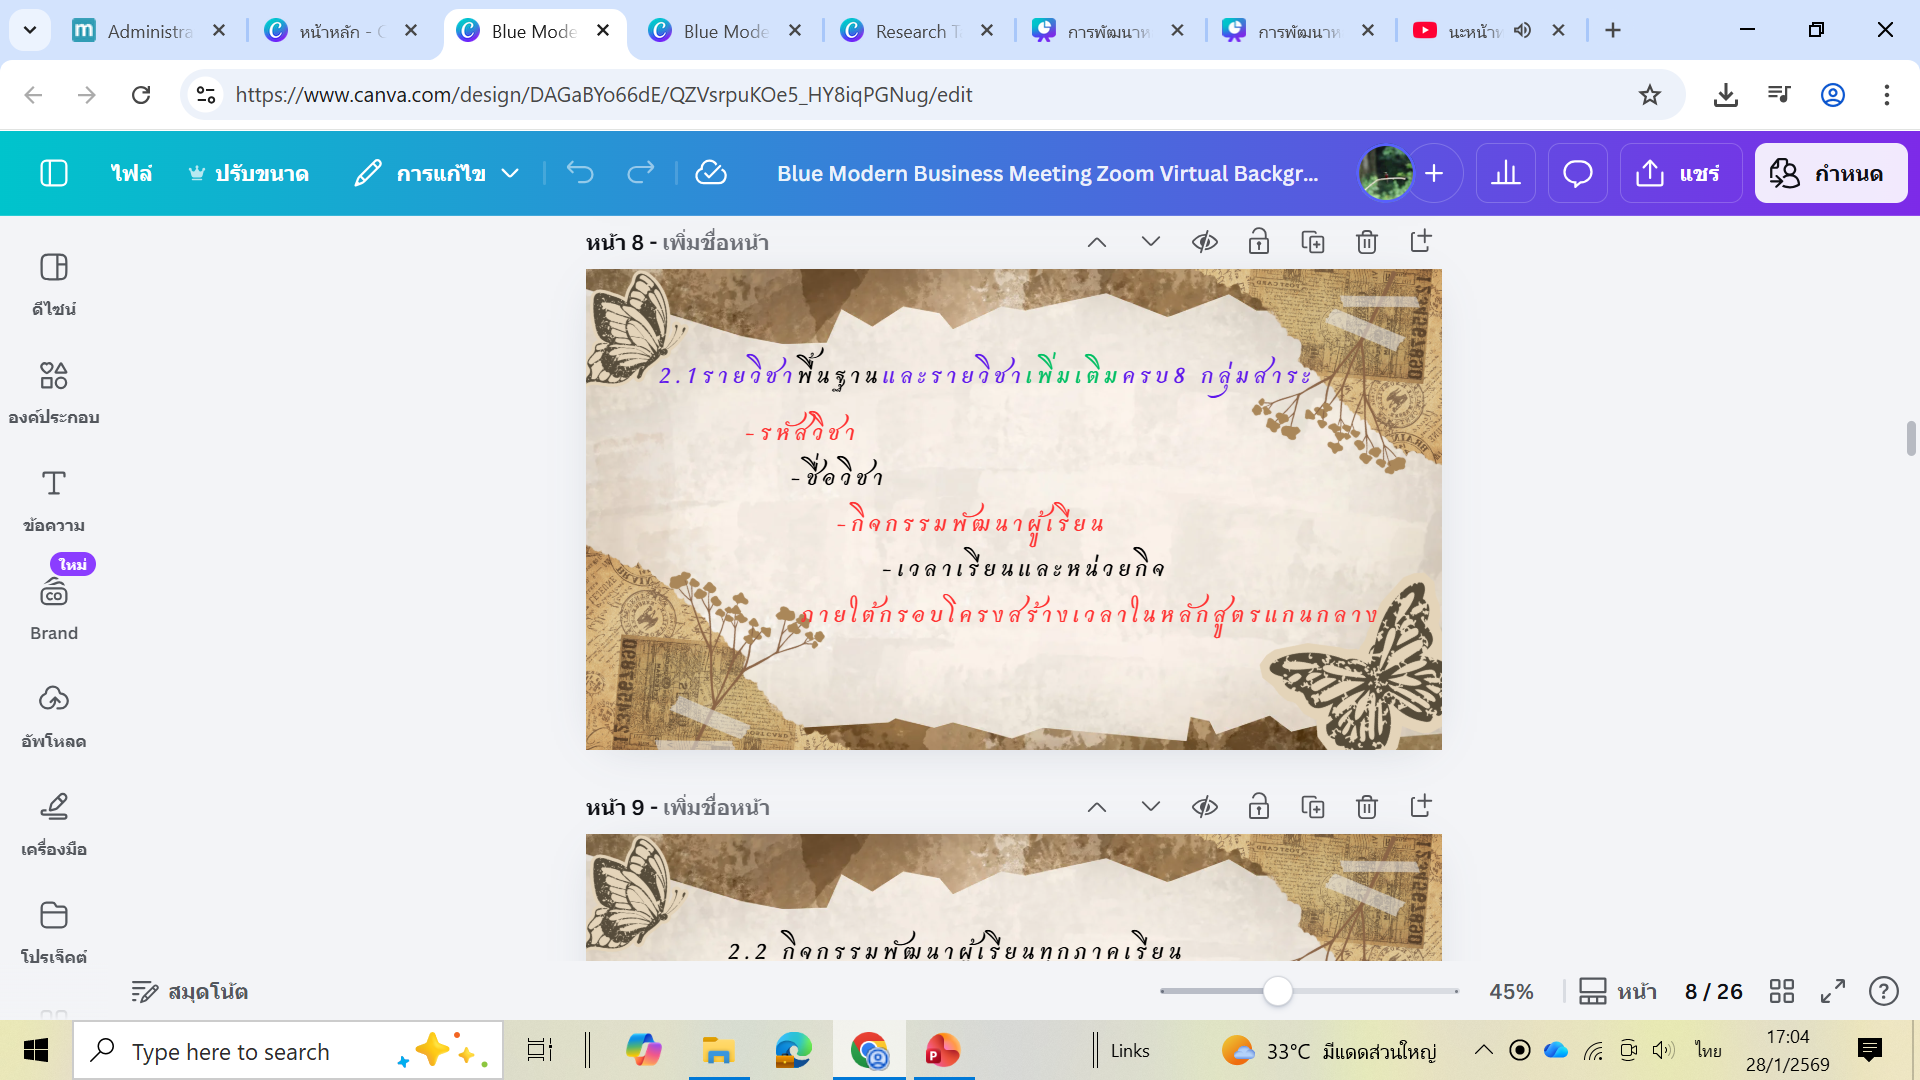 Administra
หน้าหลัก - C
Blue Mode
Blue Mode
Research T
การพัฒนาห
การพัฒนาห
นะหน้าท
https://www.canva.com/design/DAGaBYo66dE/QZVsrpuKOe5_HY8iqPGNug/edit
ไฟล์
ปรับขนาด
การแก้ไข
Blue Modern Business Meeting Zoom Virtual Backgr...
แชร์
กำหนด
หน้า 8 - เพิ่มชื่อหน้า
2.1รายวิชาพื้นฐานและรายวิชาเพิ่มเติมครบ8 กลุ่มสาระ
-รหัสวิชา
-ชื่อวิชา
-กิจกรรมพัฒนาผู้เรียน
-เวลาเรียนและหน่วยกิจ
ภายใต้กรอบโครงสร้างเวลาในหลักสูตรแกนกลาง
หน้า 9 - เพิ่มชื่อหน้า
2.2 กิจกรรมพัฒนาผู้เรียนทุกภาคเรียน
ดีไซน์
องค์ประกอบ
ข้อความ
ใหม่
Brand
อัพโหลด
เครื่องมือ
โปรเจ็คต์
สมุดโน้ต
45%
หน้า
8 / 26
Type here to search
Links
33°C มีแดดส่วนใหญ่
ไทย
17:04
28/1/2569